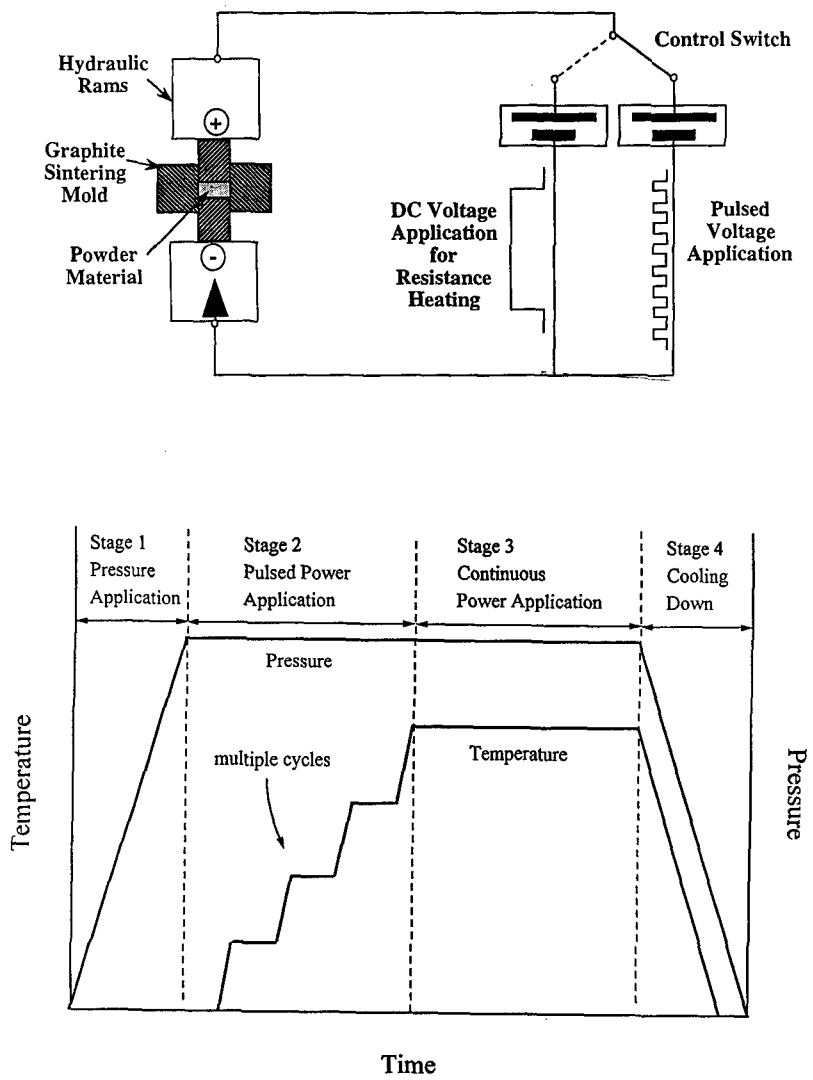 Control Switch
Hydraulic
Rams
+
Graphite
Sintering
Mold
Powder
Material
-
DC Voltage
Application
for
Resistance
Heating
Pulsed
Voltage
Application
Stage 1
Pressure
Application
Stage 2
Pulsed Power
Application
Stage 3
Continuous
Power Application
Stage 4
Cooling
Down
Pressure
multiple cycles
Temperature
Temperature
Pressure
Time